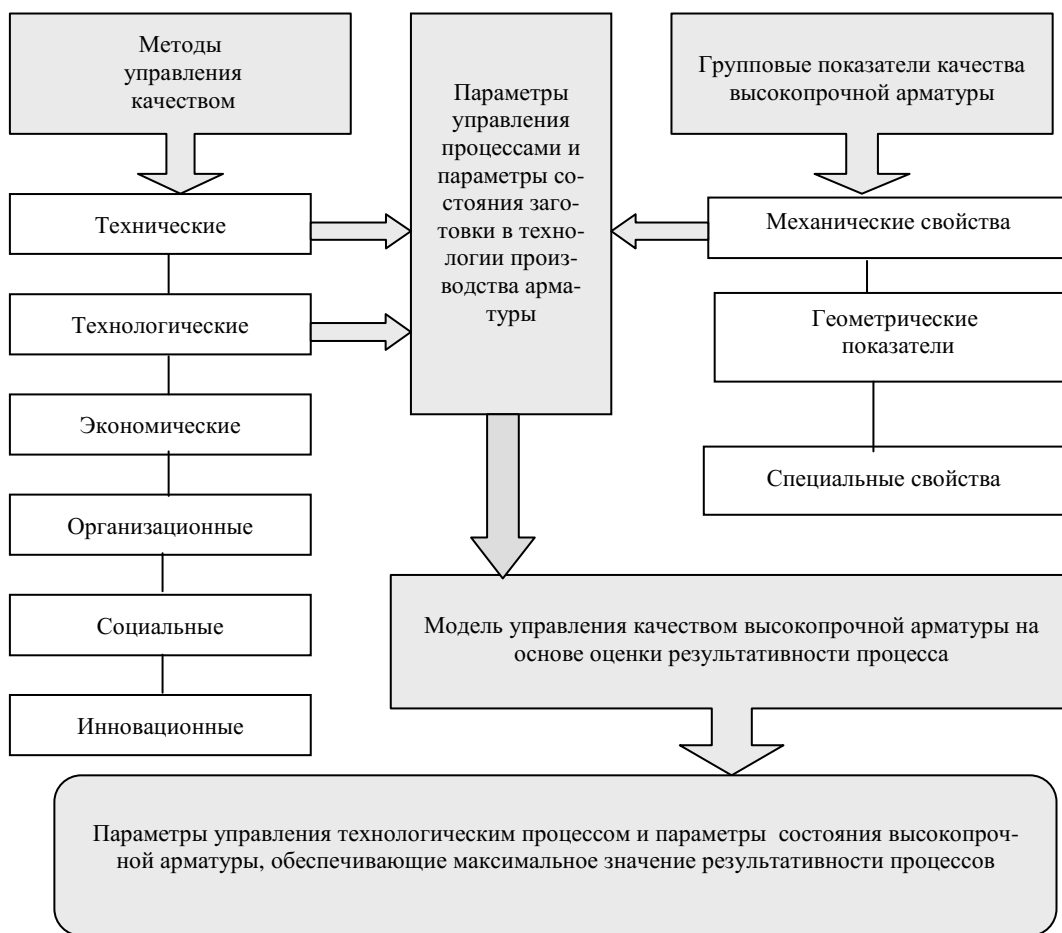 Методы
управления
качеством
Технические
Технологические
Экономические
Организационные
Социальные
Инновационные
Параметры
управления
процессами и
параметры со-
стояния заго-
товки в техно-
логии произ-
водства арма-
туры
Групповые показатели качества
высокопрочной арматуры
Механические свойства
Геометрические
показатели
Специальные свойства
Модель управления качеством высокопрочной арматуры на
основе оценки результативности процесса
Параметры управления технологическим процессом и параметры состояния высокопроч-
ной арматуры, обеспечивающие максимальное значение результативности процессов